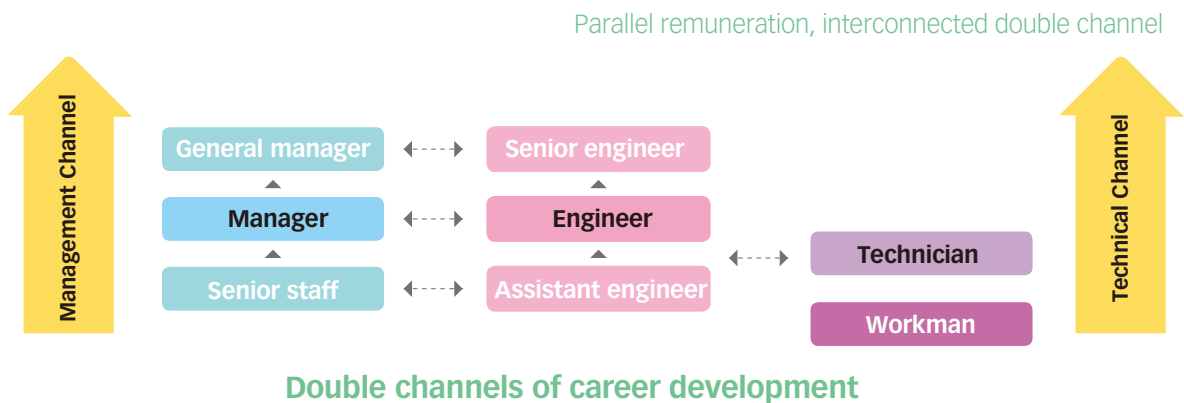 Parallel remuneration, interconnected double channel
Management Channel
General manager
Senior engineer
Manager
Engineer
Technician
Senior staff
Assistant engineer
Workman
Technical Channel
Double channels of career development